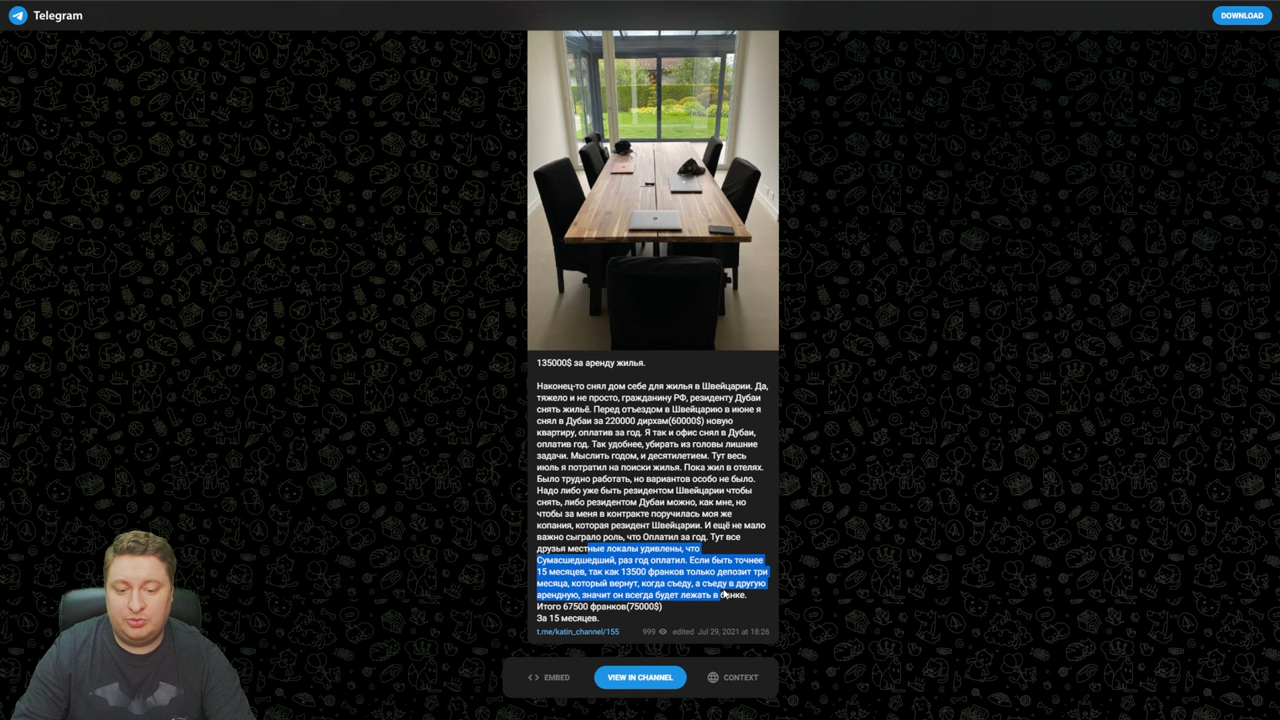 Telegram
DOWNLOAD
135000$ за аренду жилья.
Наконец-то снял дом себе для жилья в Швейцарии. Да,
тяжело и не просто, гражданину РФ, резиденту Дубаи
снять жильё. Перед отъездом в Швейцарию в июне я
снял в Дубаи за 220000 дирхам(60000$) новую
квартиру, оплатив за год. Я так и офис снял в Дубаи,
оплатив год. Так удобнее, убирать из головы лишние
задачи. Мыслить годом, и десятилетием. Тут весь
июль я потратил на поиски жилья. Пока жил в отелях.
Было трудно работать, но вариантов особо не было.
Надо либо уже быть резидентом Швейцарии чтобы
снять, либо резидентом Дубаи можно, как мне, но
чтобы за меня в контракте поручилась моя же
копания, которая резидент Швейцарии. И ещё не мало
важно сыграло роль, что Оплатил за год. Тут все
друзья местные локалы удивлены, что
Сумасшедшедший, раз год оплатил. Если быть точнее
15 месяцев, так как 13500 франков только депозит три
месяца, который вернут, когда съеду, а съеду в другую
арендную, значит он всегда будет лежать в банке.
Итого 67500 франков(75000$)
За 15 месяцев.
t.me/katin_channel/155 999 edited Jul 29, 2021 at 18:26
EMBED VIEW IN CHANNEL CONTEXT